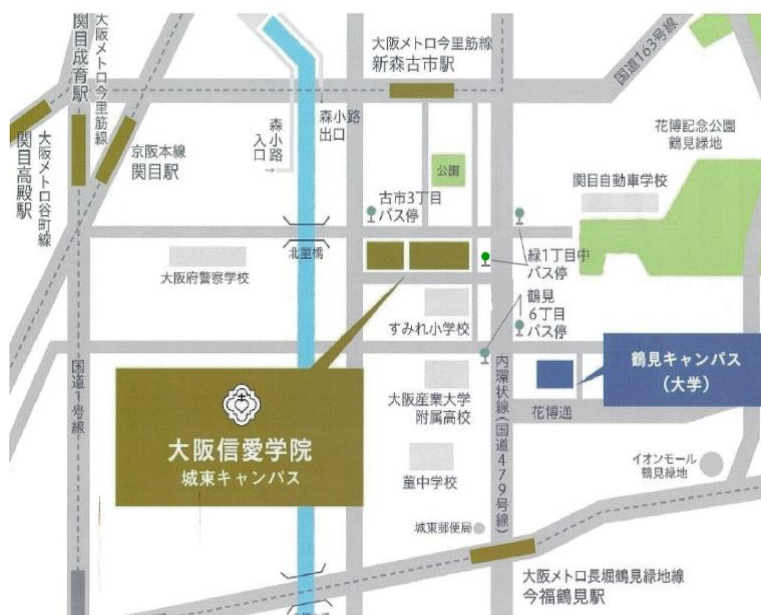 大阪メトロ今里筋線
新森古市駅
国道163号線
関目成育駅
大阪メトロ今里筋線
関目高殿駅
大阪メトロ谷町線
京阪本線
関目駅
森小路
入口
森小路
出口
公園
花博記念公園
鶴見緑地
関目自動車学校
古市3丁目
バス停
北菫橋
大阪府警察学校
緑1丁目中
バス停
すみれ小学校
鶴見
6丁目
バス停
国道1号線
大阪信愛学院
城東キャンパス
大阪産業大学
附属高校
内環状線(国道479号線)
鶴見キャンパス
(大学)
花博通
菫中学校
イオンモール
鶴見緑地
城東郵便局
大阪メトロ長堀鶴見緑地線
今福鶴見駅